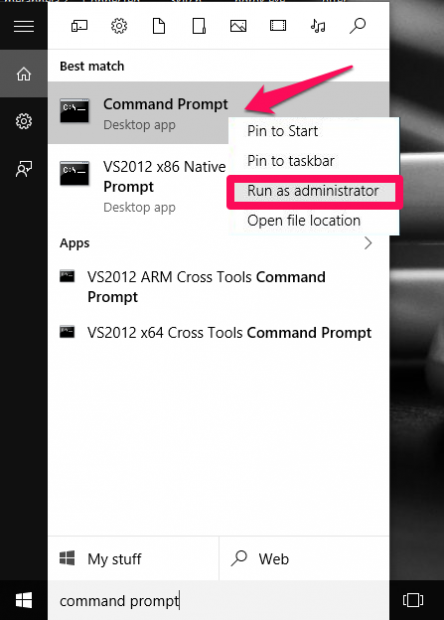 Best match
Command Prompt
Desktop app
Pin to Start
Pin to taskbar
Run as administrator
Open file location
VS2012 x86 Native
Prompt
Desktop app
Apps
VS2012 ARM Cross Tools Command
Prompt
VS2012 x64 Cross Tools Command Prompt
My stuff
Web
command prompt